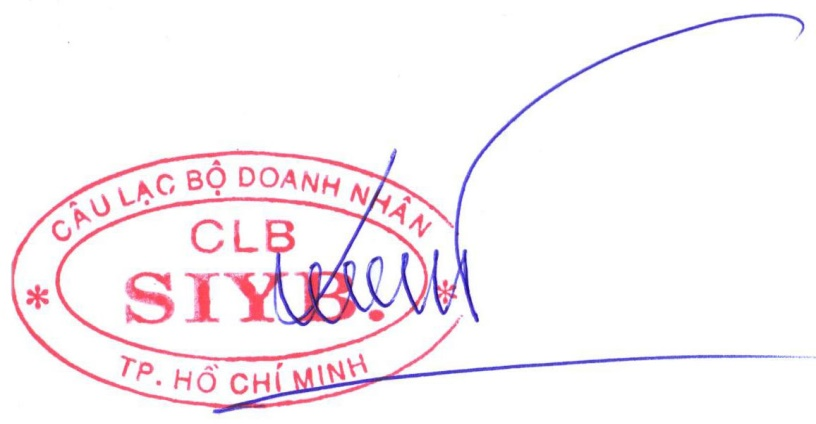 CÂU LẠC BỘ DOANH NHÂN
CLB
SIYB.
TP. HỒ CHÍ MINH